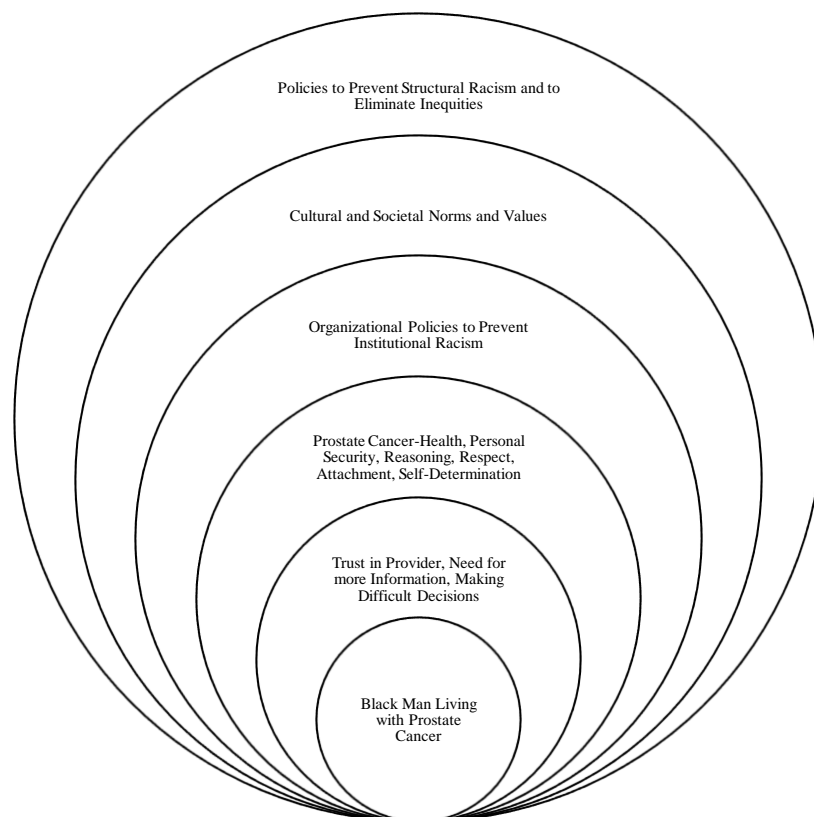 Policies to Prevent Structural Racism and to
Eliminate Inequities
Cultural and Societal Norms and Values
Organizational Policies to Prevent
Institutional Racism
Prostate Cancer-Health, Personal
Security, Reasoning, Respect,
Attachment, Self-Determination
Trust in Provider, Need for
more Information, Making
Difficult Decisions
Black Man Living
with Prostate
Cancer